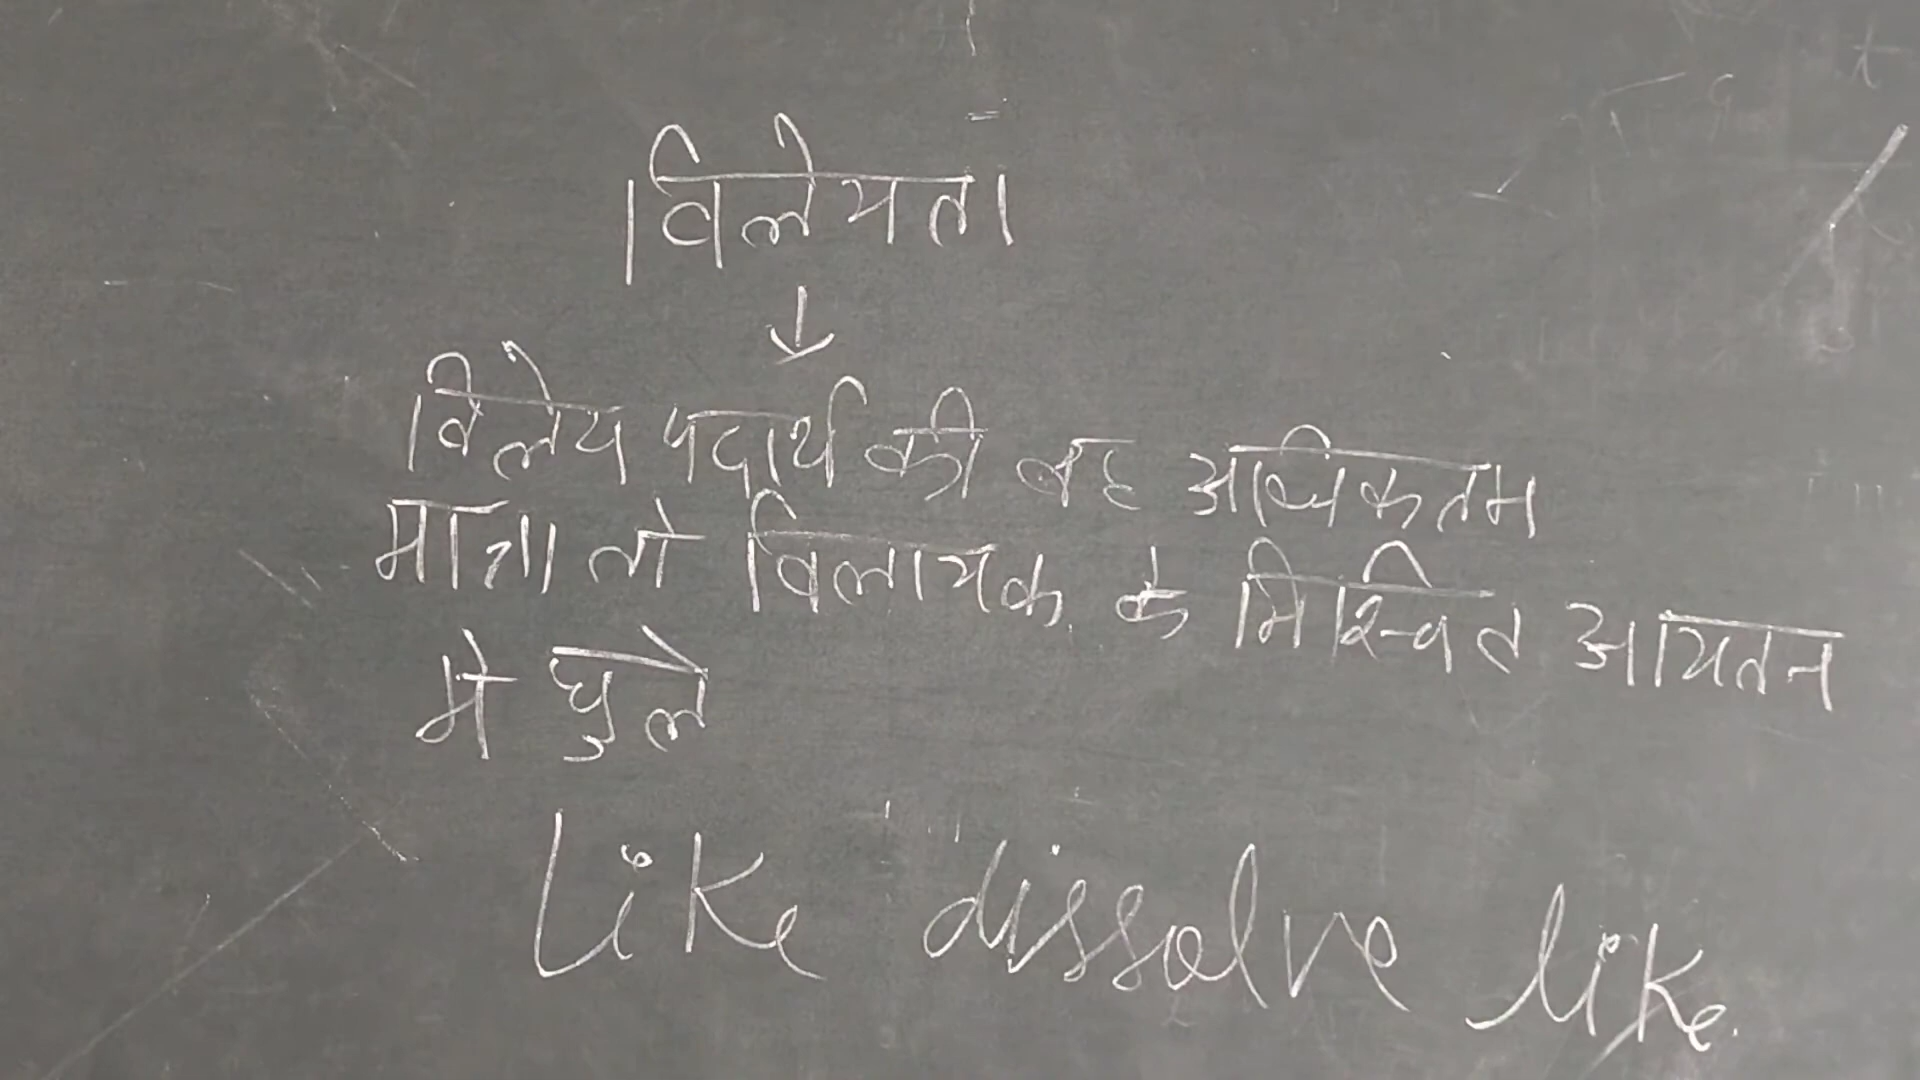 विलेयता
↓
विलेय पदार्थ की वह अधिकतम
मात्रा जो विलायक के निश्चित आयतन
मे घुले
Like dissolve like.